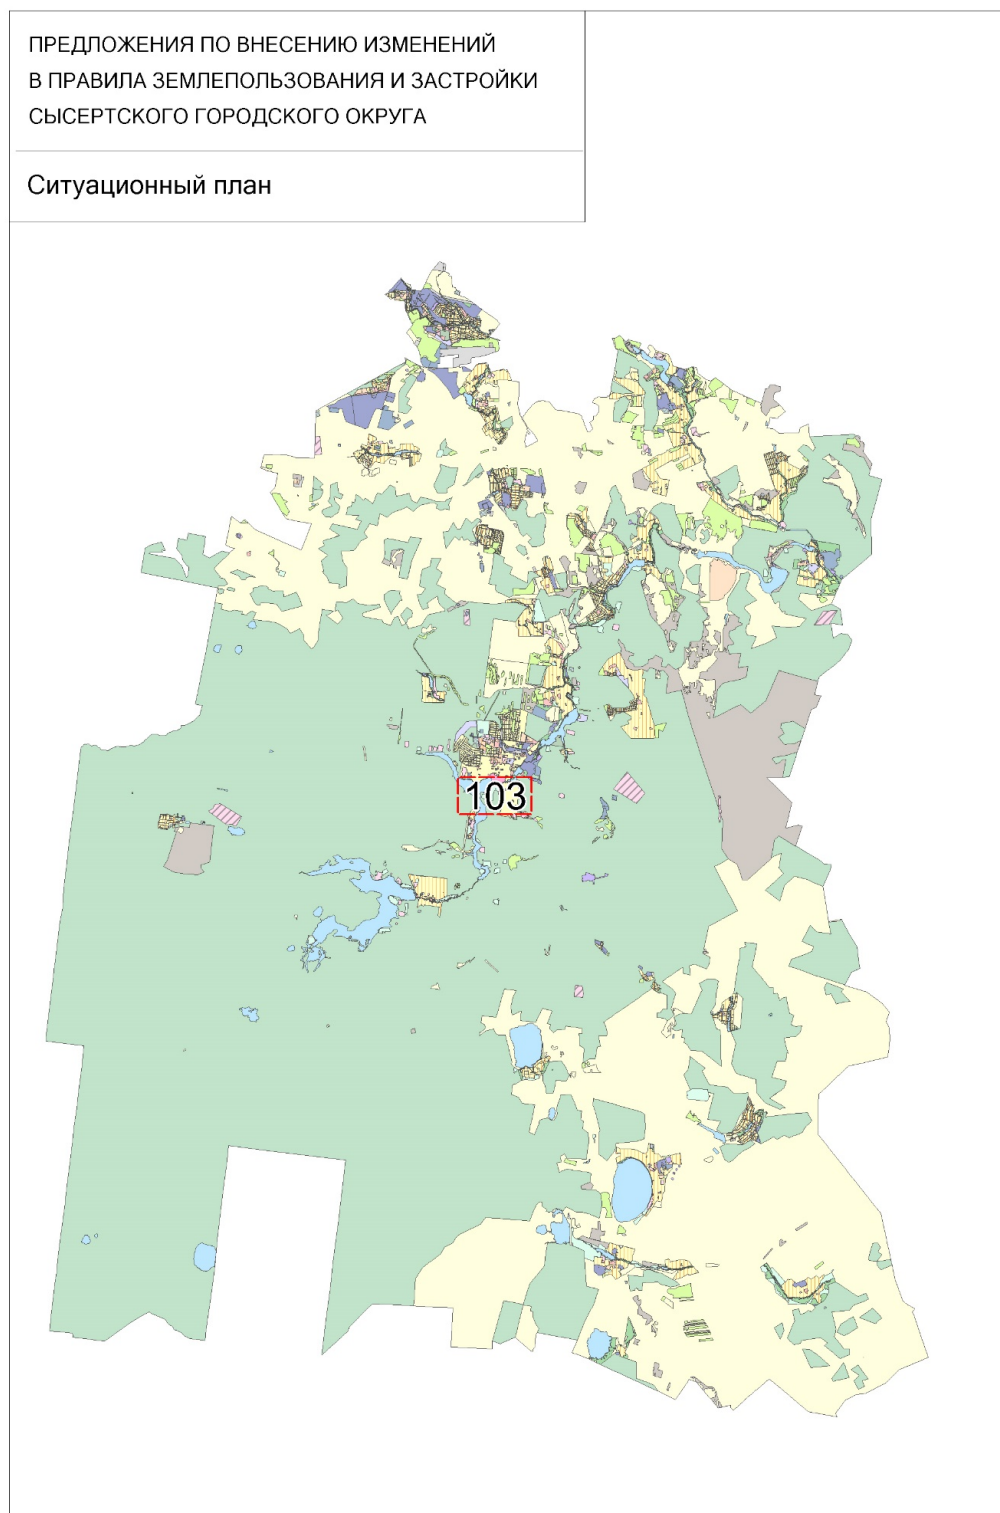 ПРЕДЛОЖЕНИЯ ПО ВНЕСЕНИЮ ИЗМЕНЕНИЙ
В ПРАВИЛА ЗЕМЛЕПОЛЬЗОВАНИЯ И ЗАСТРОЙКИ
СЫСЕРТСКОГО ГОРОДСКОГО ОКРУГА
Ситуационный план
103